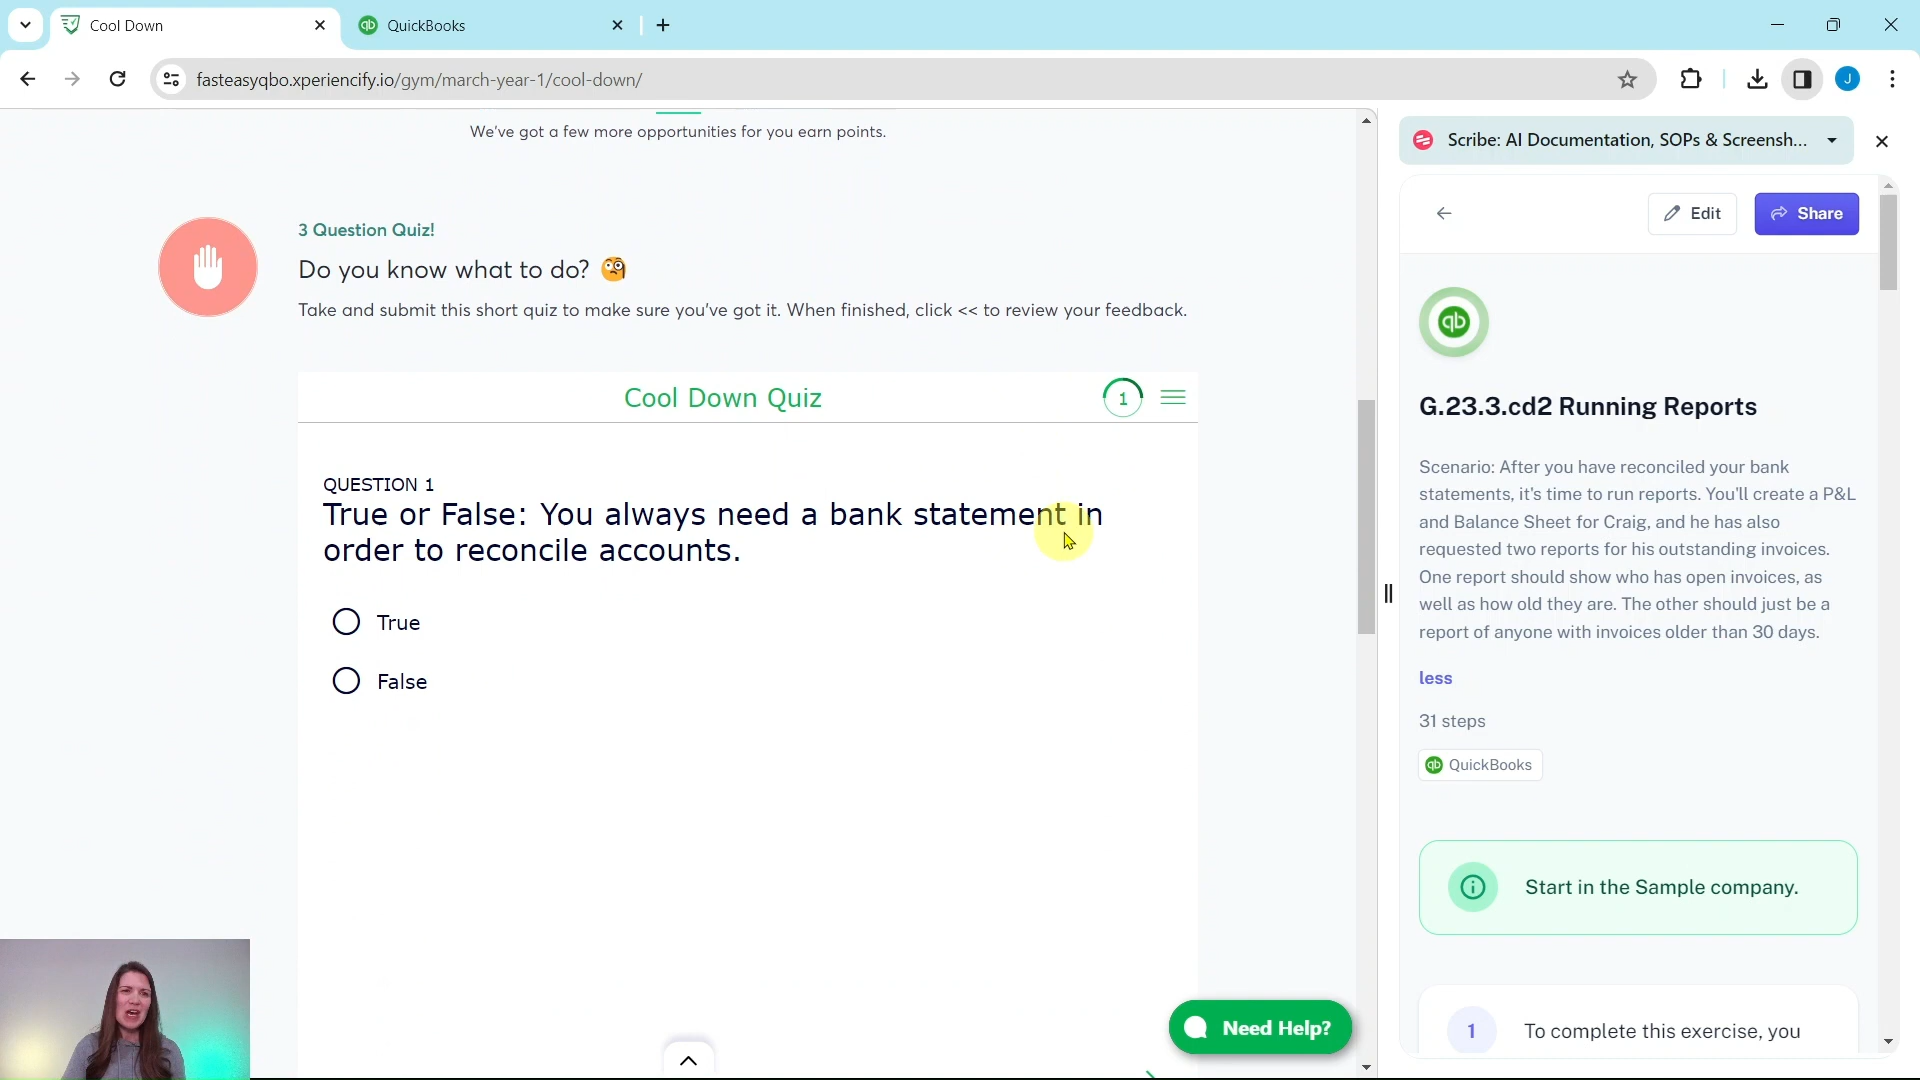 Cool Down
QuickBooks
fasteasyqbo.xperiencify.io/gym/march-year-1/cool-down/
J
We've got a few more opportunities for you earn points.
3 Question Quiz!
Do you know what to do? 🧐
Take and submit this short quiz to make sure you've got it. When finished, click << to review your feedback.
Cool Down Quiz
1
QUESTION 1
True or False: You always need a bank statement in
order to reconcile accounts.
True
False
Need Help?
Scribe: AI Documentation, SOPs & Screensh...
Edit
Share
qb
G.23.3.cd2 Running Reports
Scenario: After you have reconciled your bank
statements, it's time to run reports. You'll create a P&L
and Balance Sheet for Craig, and he has also
requested two reports for his outstanding invoices.
One report should show who has open invoices, as
well as how old they are. The other should just be a
report of anyone with invoices older than 30 days.
less
31 steps
QuickBooks
Start in the Sample company.
1
To complete this exercise, you